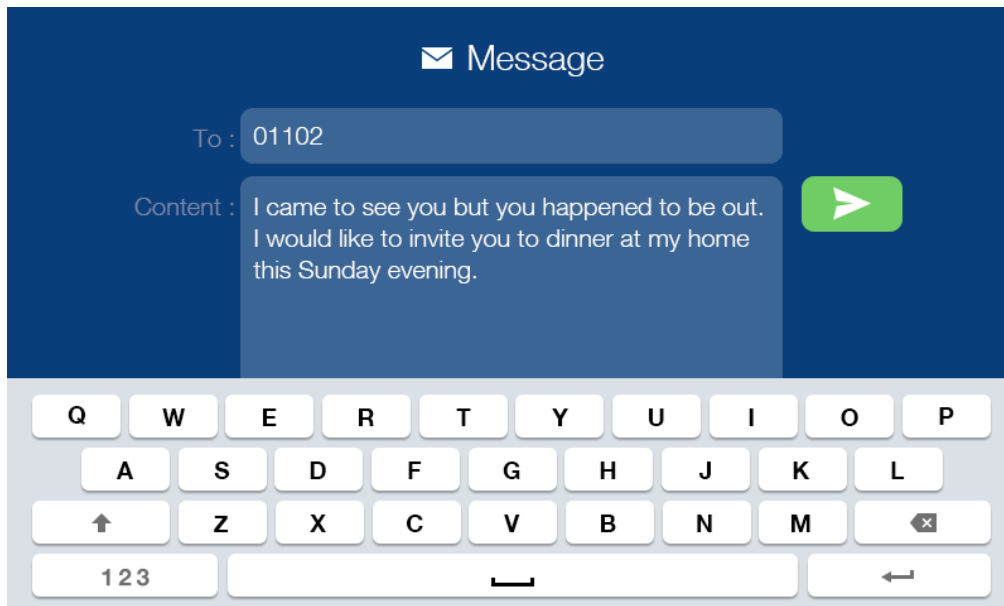 Message
To : 01102
Content : I came to see you but you happened to be out.
I would like to invite you to dinner at my home
this Sunday evening.
Q W E R T Y U I O P
A S D F G H J K L
Z X C V B N M
123